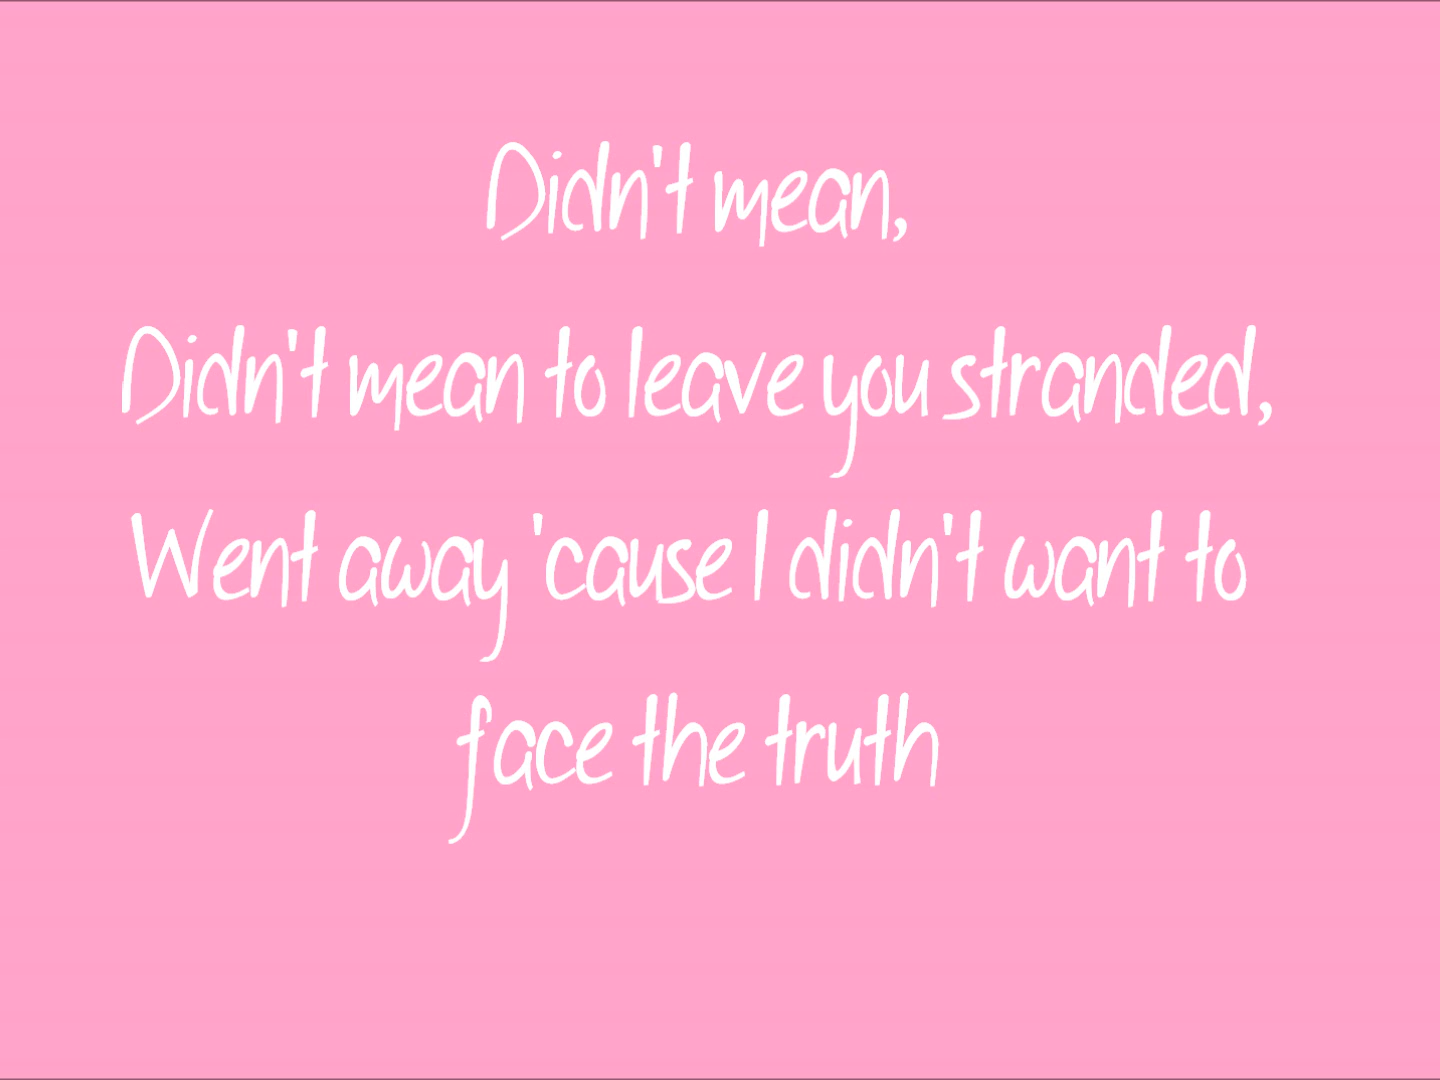 Didn't mean,
Didn't mean to leave you stranded,
Went away 'cause I didn't want to
face the truth